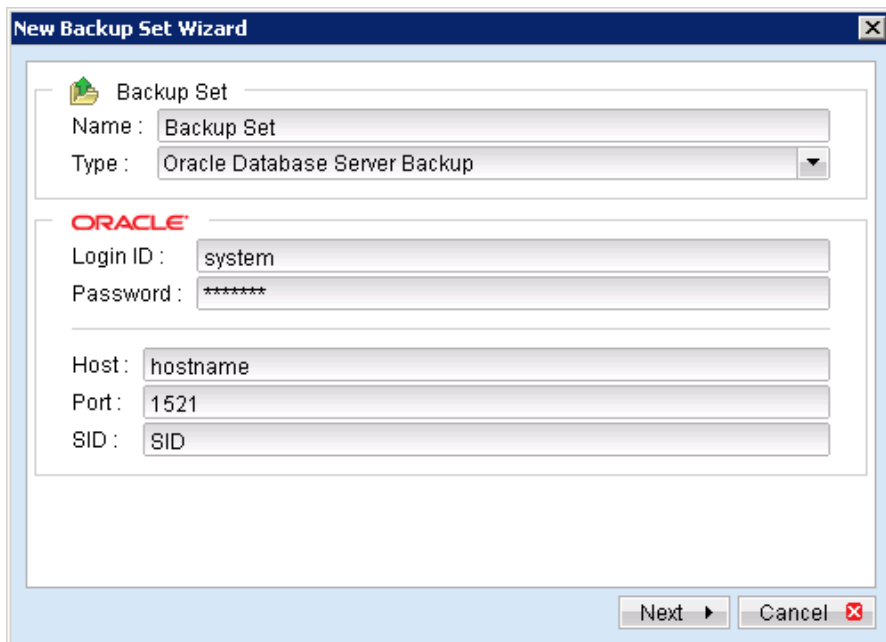 New Backup Set Wizard
Backup Set
Name : Backup Set
Type : Oracle Database Server Backup
ORACLE
Login ID : system
Password : *******
Host : hostname
Port : 1521
SID : SID
Next Cancel